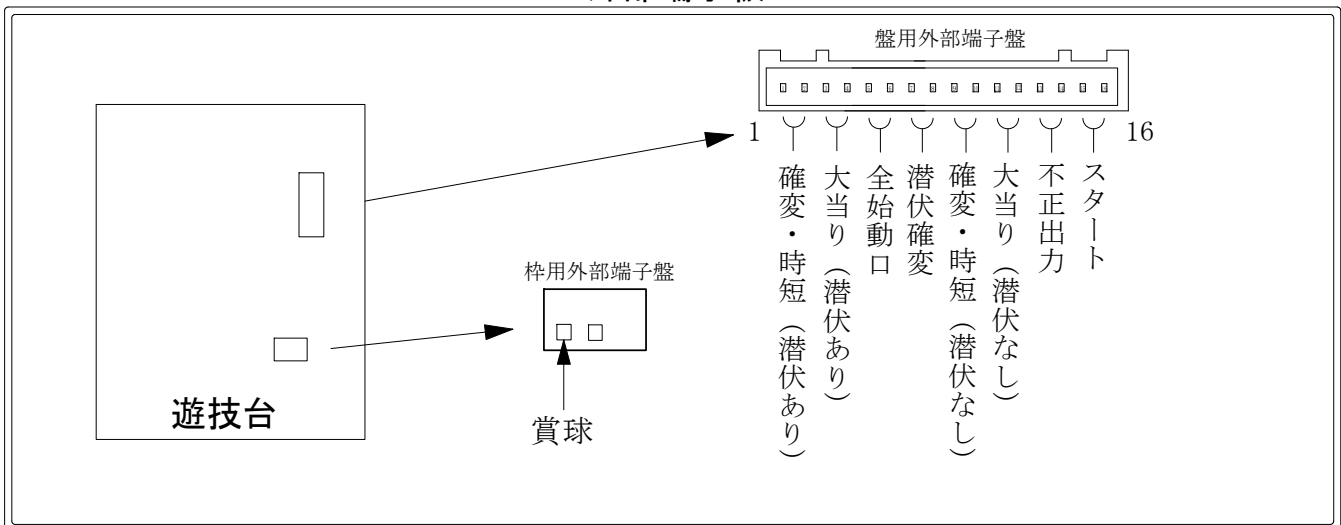 盤用外部端子盤
1
16
確変・時短（潜伏あり）
大当り（潜伏あり）
全始動口
潜伏確変
確変・時短（潜伏なし）
大当り（潜伏なし）
不正出力
スタート
枠用外部端子盤
賞球
遊技台